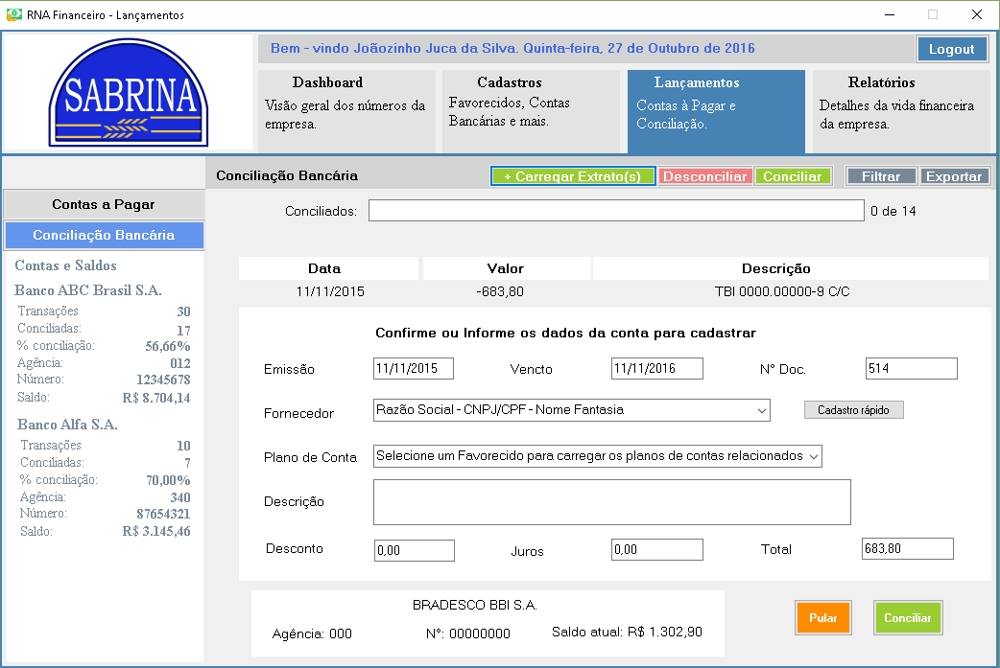 RNA Financeiro - Lançamentos
SABRINA
Bem - vindo Joãozinho Juca da Silva. Quinta-feira, 27 de Outubro de 2016
Logout
Dashboard
Visão geral dos números da
empresa.
Cadastros
Favorecidos, Contas
Bancárias e mais.
Lançamentos
Contas à Pagar e
Conciliação.
Relatórios
Detalhes da vida financeira
da empresa.
Contas a Pagar
Conciliação Bancária
Contas e Saldos
Banco ABC Brasil S.A.
Transações 30
Conciliadas: 17
% conciliação: 56,66%
Agência: 012
Número: 12345678
Saldo: R$ 8.704,14
Banco Alfa S.A.
Transações 10
Conciliadas: 7
% conciliação: 70,00%
Agência: 340
Número: 87654321
Saldo: R$ 3.145,46
Conciliação Bancária
+ Carregar Extrato(s) Desconciliar Conciliar Filtrar Exportar
Conciliados: 0 de 14
Data Valor Descrição
11/11/2015 -683,80 TBI 0000.00000-9 C/C
Confirme ou Informe os dados da conta para cadastrar
Emissão 11/11/2015 Vencto 11/11/2016 N° Doc. 514
Fornecedor Razão Social - CNPJ/CPF - Nome Fantasia Cadastro rápido
Plano de Conta Selecione um Favorecido para carregar os planos de contas relacionados
Descrição
Desconto 0,00 Juros 0,00 Total 683,80
BRADESCO BBI S.A.
Agência: 000 N°: 00000000 Saldo atual: R$ 1.302,90
Pular Conciliar